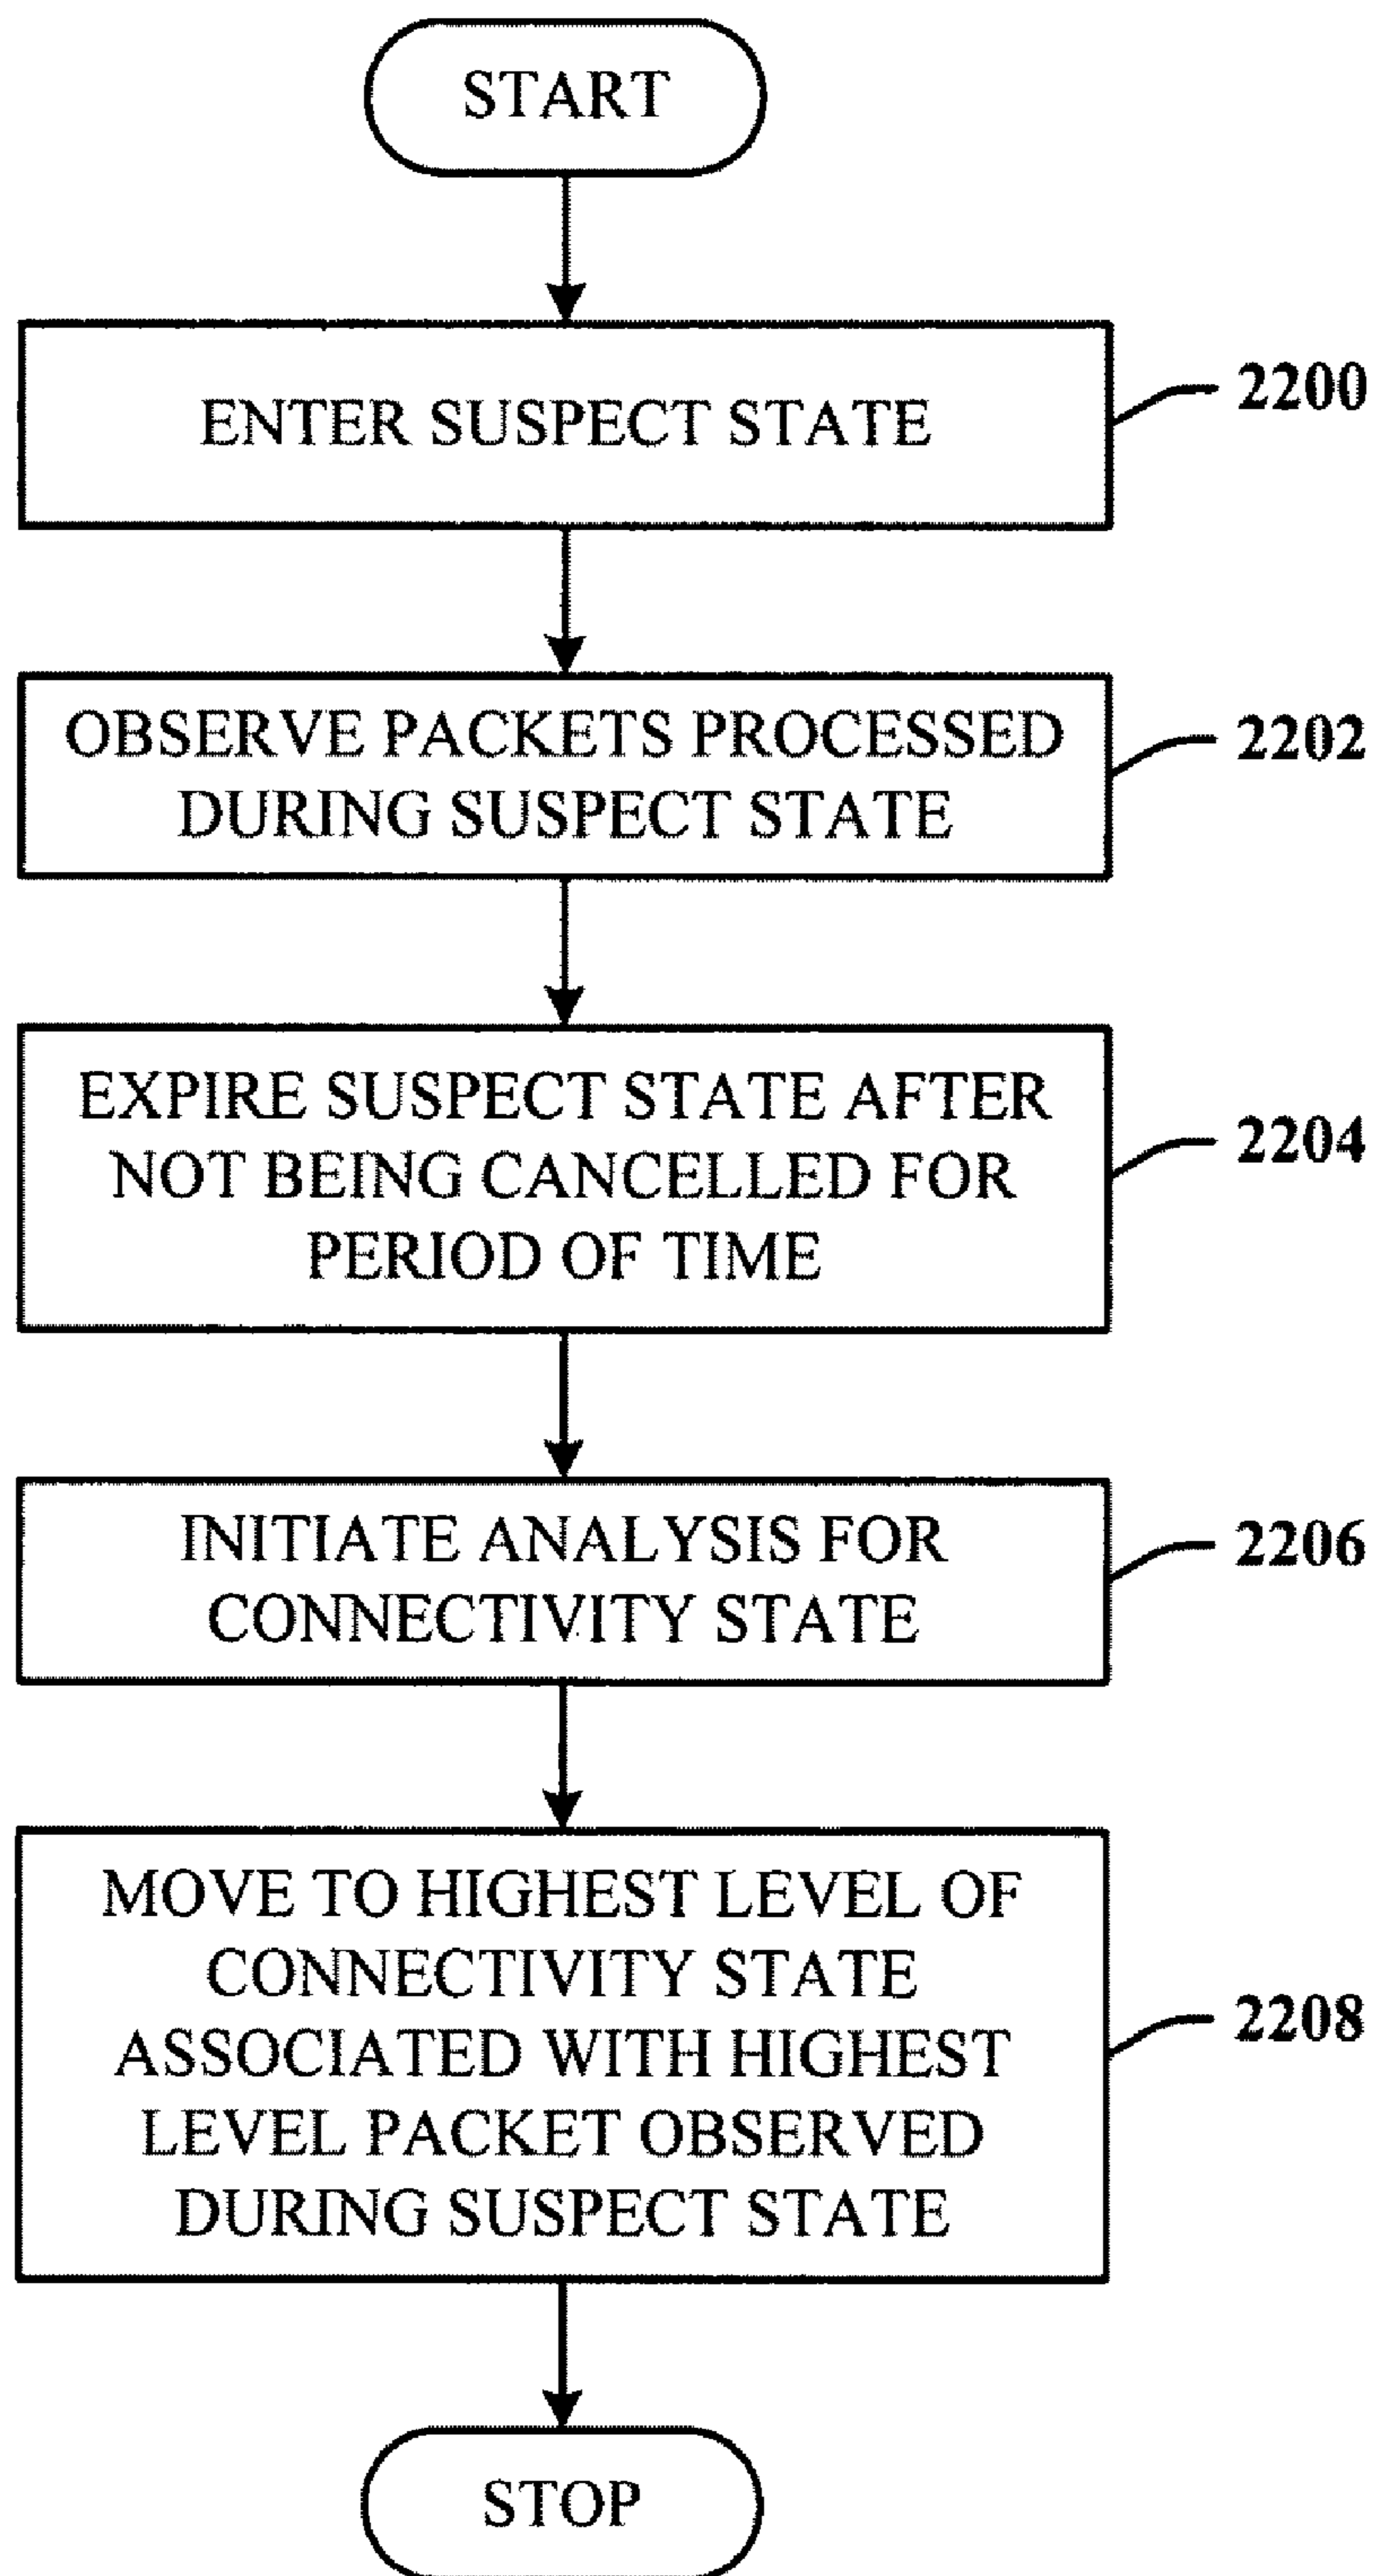 START
ENTER SUSPECT STATE
2200
OBSERVE PACKETS PROCESSED
DURING SUSPECT STATE
2202
EXPIRE SUSPECT STATE AFTER
NOT BEING CANCELLED FOR
PERIOD OF TIME
2204
INITIATE ANALYSIS FOR
CONNECTIVITY STATE
2206
MOVE TO HIGHEST LEVEL OF
CONNECTIVITY STATE
ASSOCIATED WITH HIGHEST
LEVEL PACKET OBSERVED
DURING SUSPECT STATE
2208
STOP